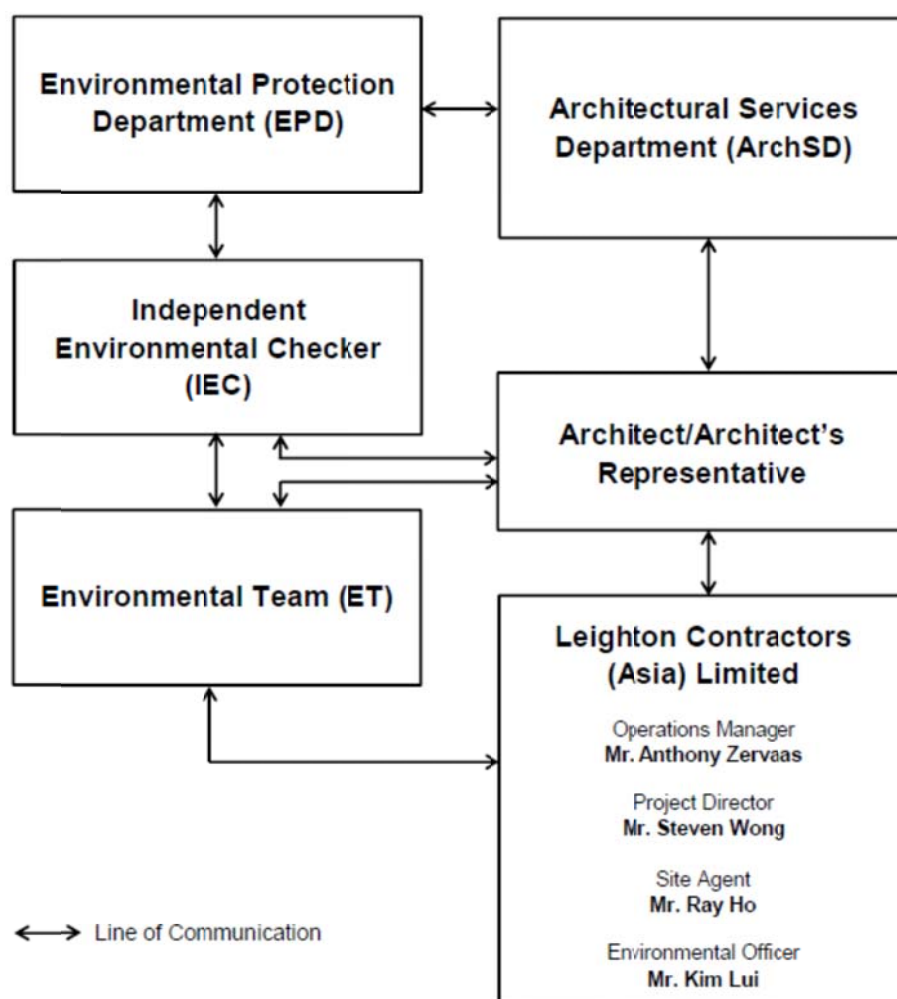 Environmental Protection
Department (EPD)
Architectural Services
Department (ArchSD)
Independent
Environmental Checker
(IEC)
Architect/Architect's
Representative
Environmental Team (ET)
Leighton Contractors
(Asia) Limited
Operations Manager
Mr. Anthony Zervaas
Project Director
Mr. Steven Wong
Site Agent
Mr. Ray Ho
Environmental Officer
Mr. Kim Lui
Line of Communication